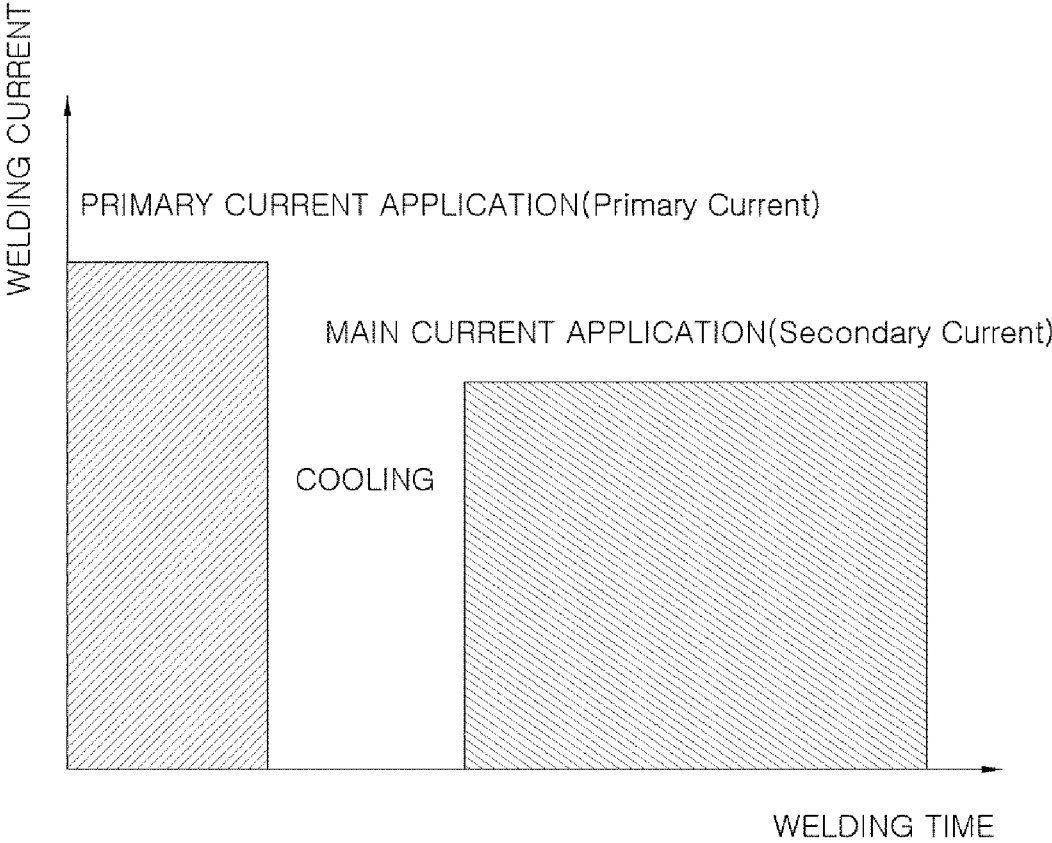 WELDING CURRENT
PRIMARY CURRENT APPLICATION(Primary Current)
MAIN CURRENT APPLICATION(Secondary Current)
COOLING
WELDING TIME